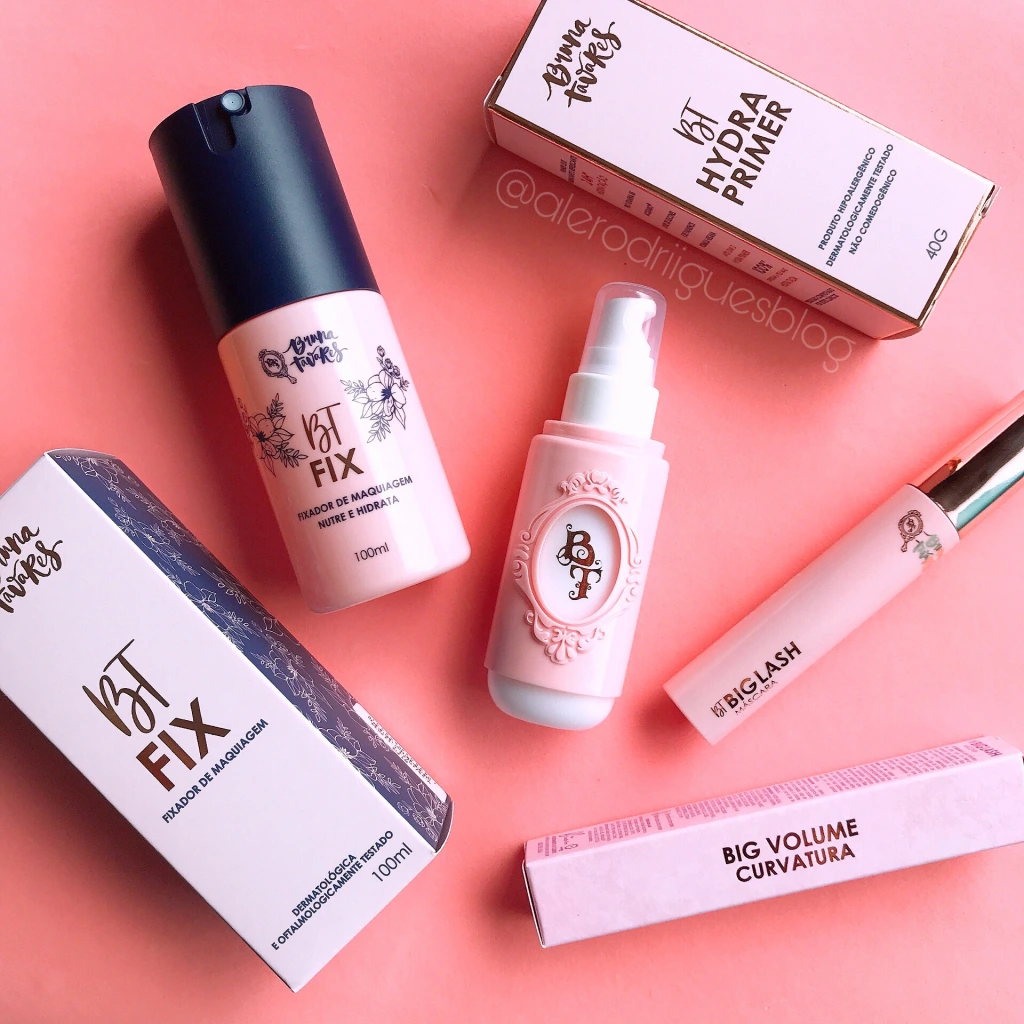 Bruna
tavares
BT
HYDRA
PRIMER
PRODUTO HIPOALERGÊNICO
DERMATOLOGICAMENTE TESTADO
NÃO COMEDOGÊNICO
40G
@alerodriiguesblog
Bruna
tavares
BT
FIX
FIXADOR DE MAQUIAGEM
NUTRE E HIDRATA
100ml
BT
BT BIG LASH
MÁSCARA
tavares
BT
FIX
FIXADOR DE MAQUIAGEM
DERMATOLÓGICA
E OFTALMOLOGICAMENTE TESTADO
100ml
BIG VOLUME
CURVATURA